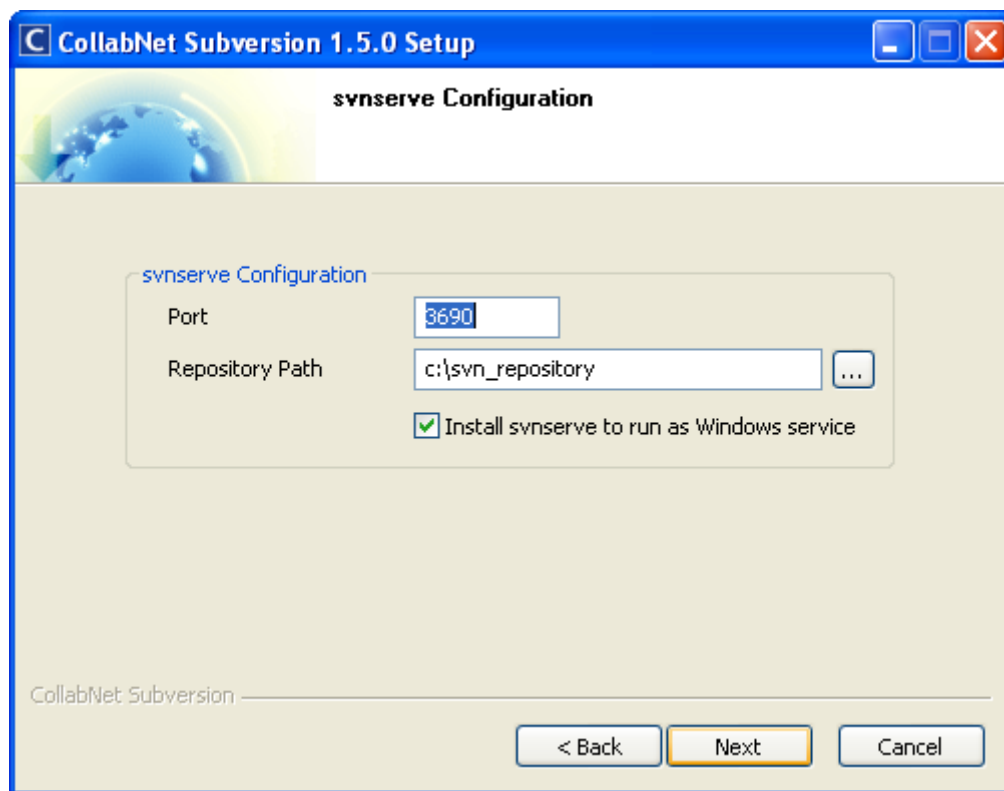 C CollabNet Subversion 1.5.0 Setup
svnserve Configuration
svnserve Configuration
Port 3690
Repository Path c:\svn_repository ...
Install svnserve to run as Windows service
CollabNet Subversion
< Back Next Cancel